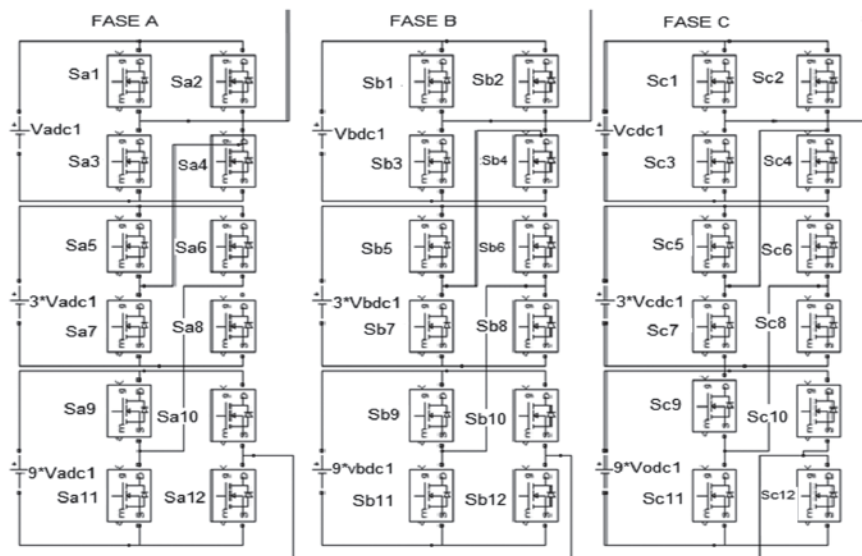 FASE A
FASE B
FASE C
Sa1
Sa2
Vadc1
Sa3
Sa4
Sa5
Sa6
3*Vadc1
Sa7
Sa8
Sa9
Sa10
9*Vadc1
Sa11
Sa12
Sb1
Sb2
Vbdc1
Sb3
Sb4
Sb5
Sb6
3*Vbdc1
Sb7
Sb8
Sb9
Sb10
9*vbdc1
Sb11
Sb12
Sc1
Sc2
Vcdc1
Sc3
Sc4
Sc5
Sc6
3*Vcdc1
Sc7
Sc8
Sc9
Sc10
9*Vodc1
Sc11
Sc12